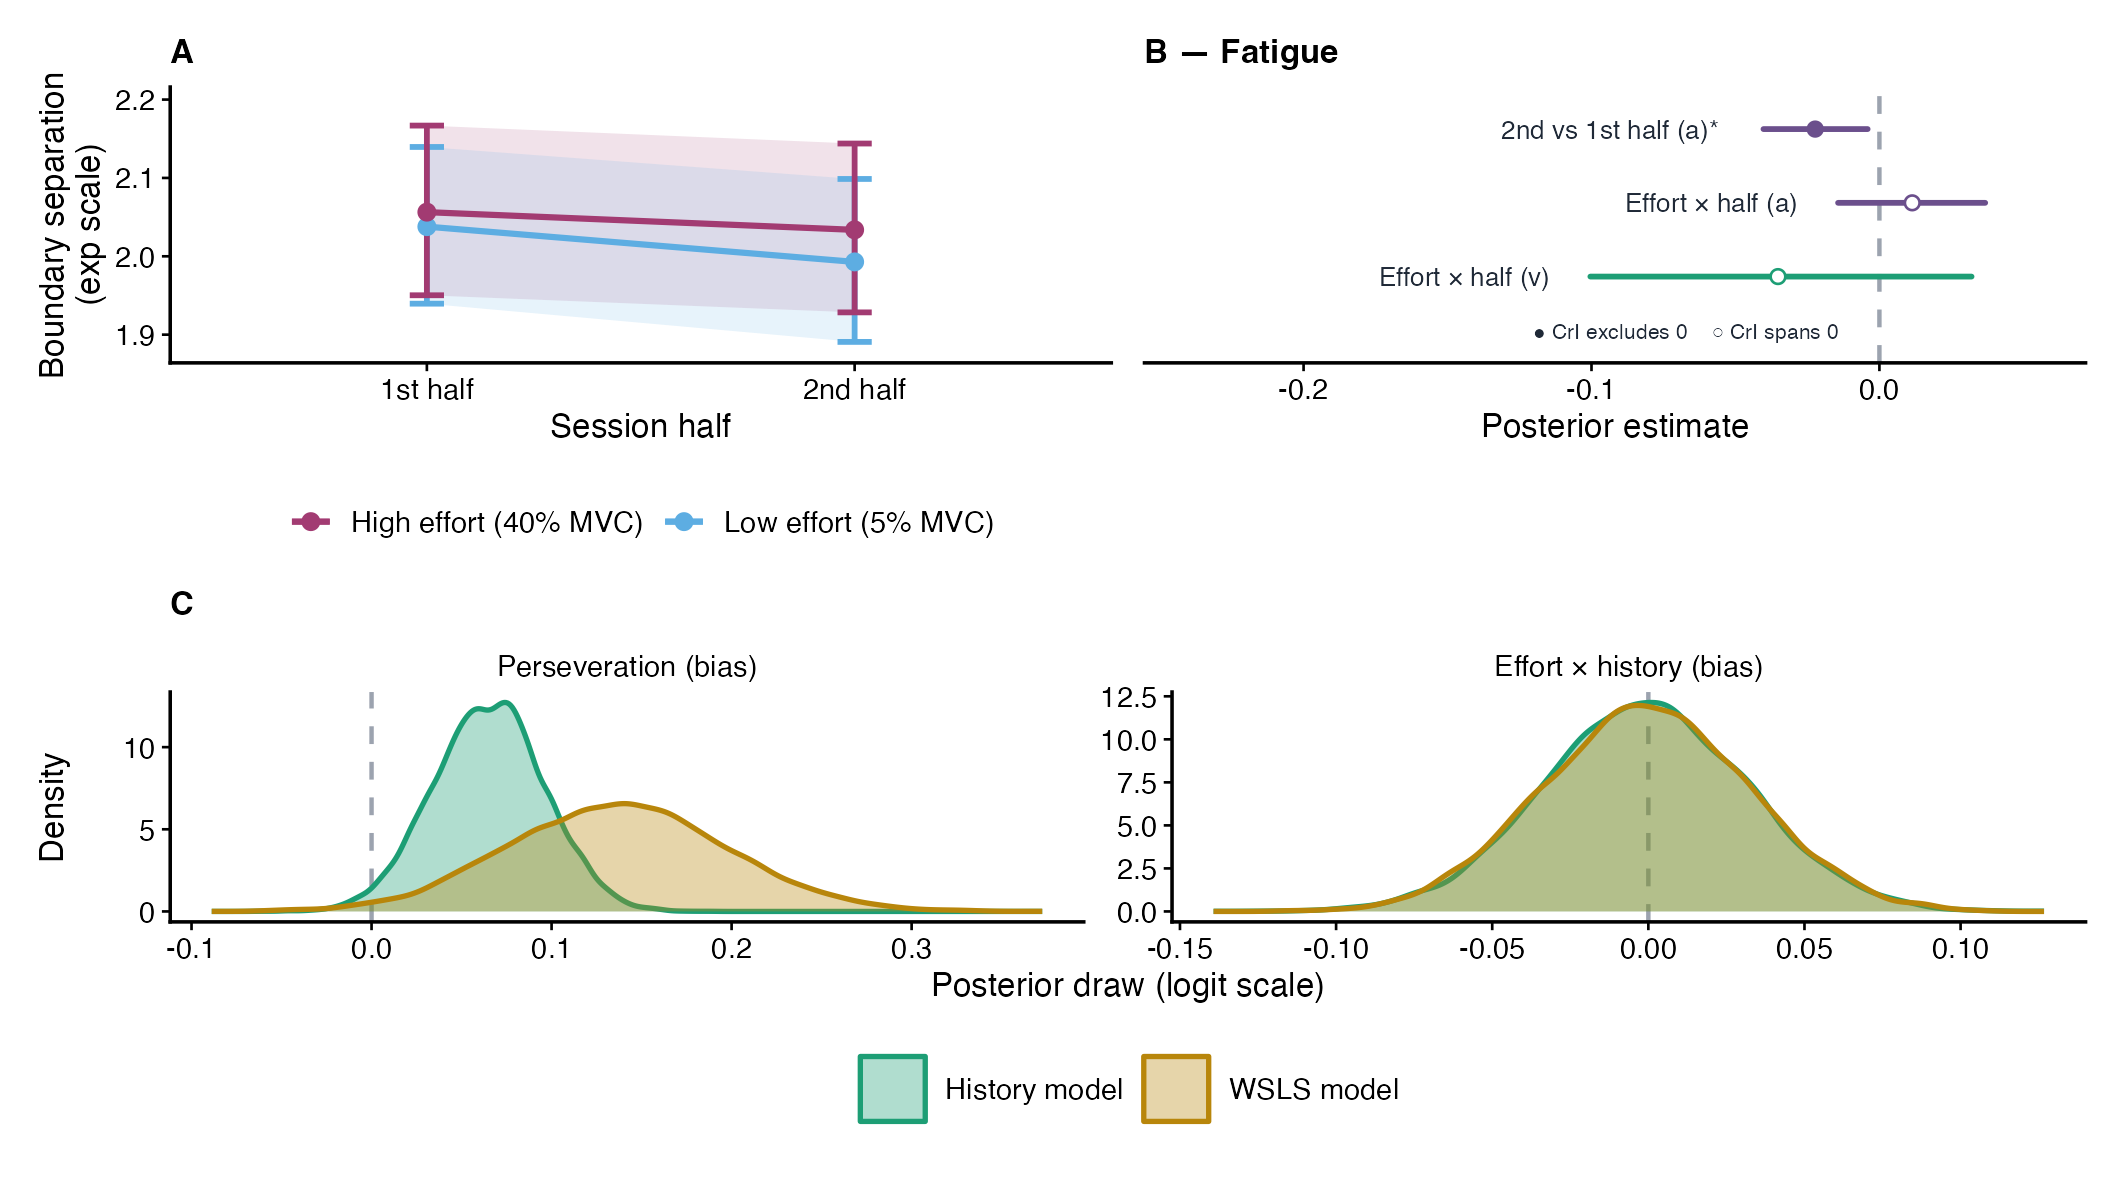 A
Boundary separation
(exp scale)
2.2
2.1
2.0
1.9
1st half
2nd half
Session half
High effort (40% MVC)
Low effort (5% MVC)
B — Fatigue
2nd vs 1st half (a)*
Effort × half (a)
Effort × half (v)
● CrI excludes 0 ○ CrI spans 0
-0.2
-0.1
0.0
Posterior estimate
C
Perseveration (bias)
Density
10
5
0
-0.1
0.0
0.1
0.2
0.3
Effort × history (bias)
12.5
10.0
7.5
5.0
2.5
0.0
-0.15
-0.10
-0.05
0.00
0.05
0.10
Posterior draw (logit scale)
History model
WSLS model